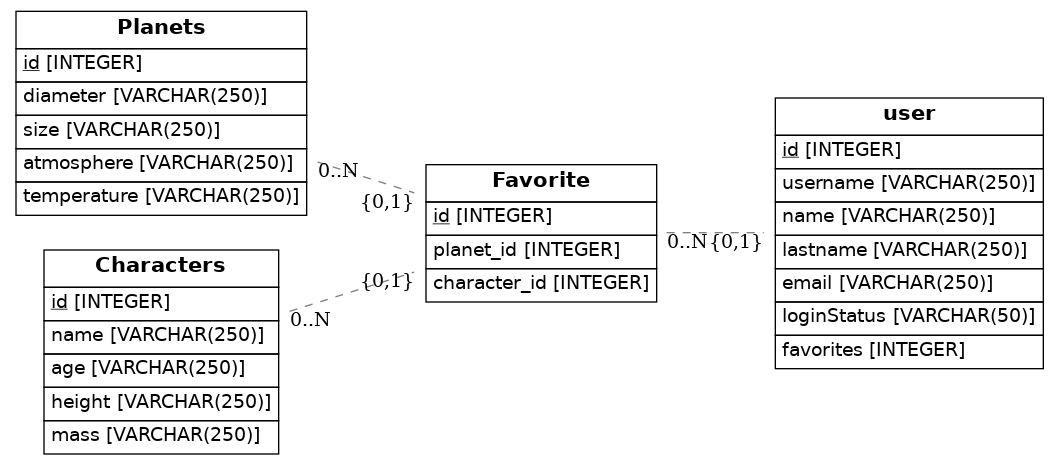 Planets
id [INTEGER]
diameter [VARCHAR(250)]
size [VARCHAR(250)]
atmosphere [VARCHAR(250)]
temperature [VARCHAR(250)]
Characters
id [INTEGER]
name [VARCHAR(250)]
age [VARCHAR(250)]
height [VARCHAR(250)]
mass [VARCHAR(250)]
0..N
{0,1}
{0,1}
0..N
Favorite
id [INTEGER]
planet_id [INTEGER]
character_id [INTEGER]
0..N {0,1}
user
id [INTEGER]
username [VARCHAR(250)]
name [VARCHAR(250)]
lastname [VARCHAR(250)]
email [VARCHAR(250)]
loginStatus [VARCHAR(50)]
favorites [INTEGER]